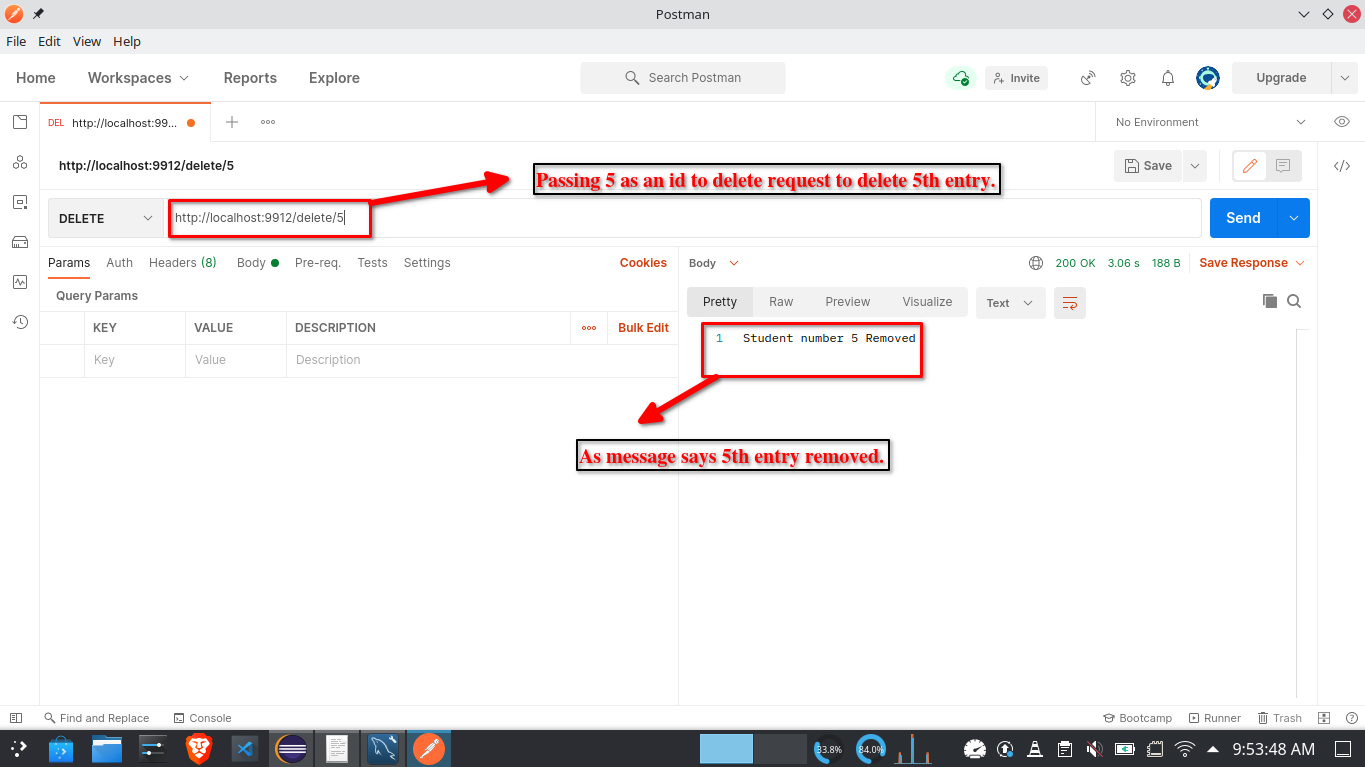 Postman
File Edit View Help
Home Workspaces Reports Explore Search Postman Invite Upgrade
DEL http://localhost:99... No Environment
http://localhost:9912/delete/5 Save
Passing 5 as an id to delete request to delete 5th entry.
DELETE http://localhost:9912/delete/5 Send
Params Auth Headers (8) Body Pre-req. Tests Settings Cookies
Body 200 OK 3.06 s 188 B Save Response
Query Params
Pretty Raw Preview Visualize Text
KEY VALUE DESCRIPTION Bulk Edit
Key Value Description
1 Student number 5 Removed
As message says 5th entry removed.
Find and Replace Console Bootcamp Runner Trash
33.8% 84.0% 9:53:48 AM